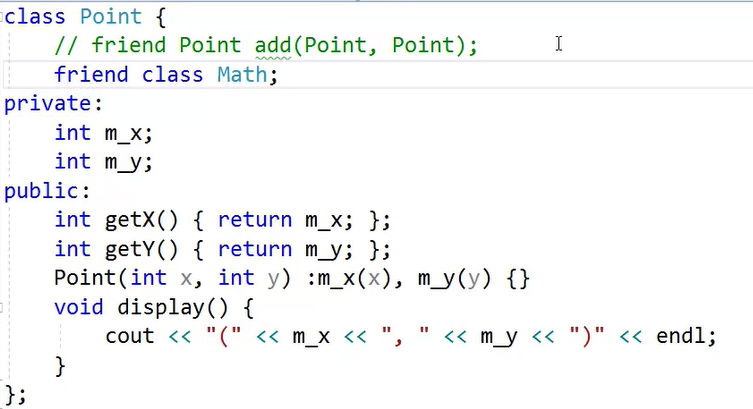 class Point {
    // friend Point add(Point, Point);
    friend class Math;
private:
    int m_x;
    int m_y;
public:
    int getX() { return m_x; };
    int getY() { return m_y; };
    Point(int x, int y) :m_x(x), m_y(y) {}
    void display() {
        cout << "(" << m_x << ", " << m_y << ")" << endl;
    }
};